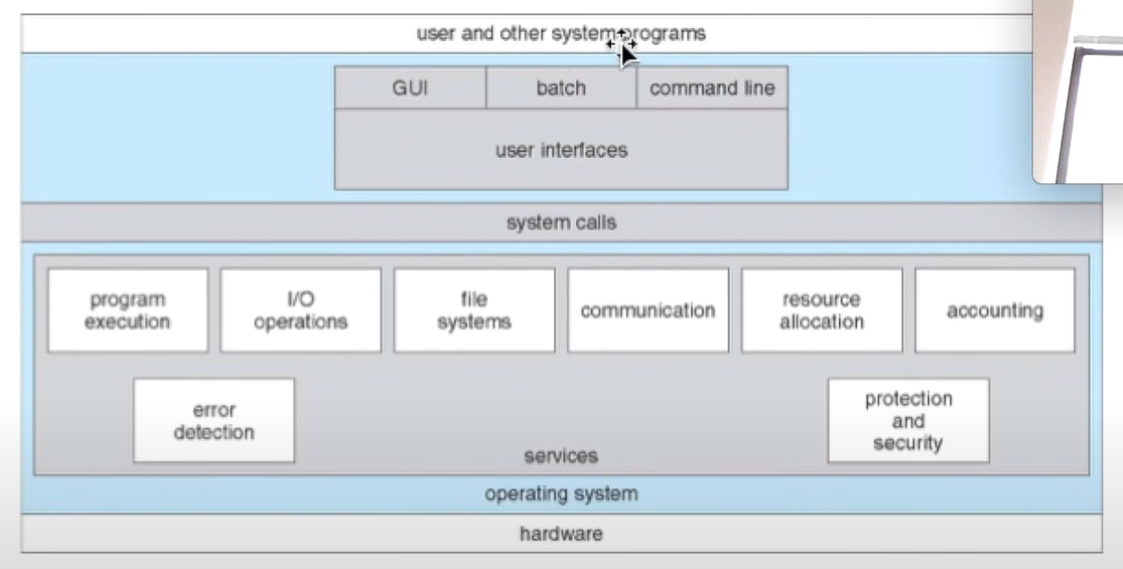 user and other system programs
GUI
batch
command line
user interfaces
system calls
program
execution
I/O
operations
file
systems
communication
resource
allocation
accounting
error
detection
protection
and
security
services
operating system
hardware